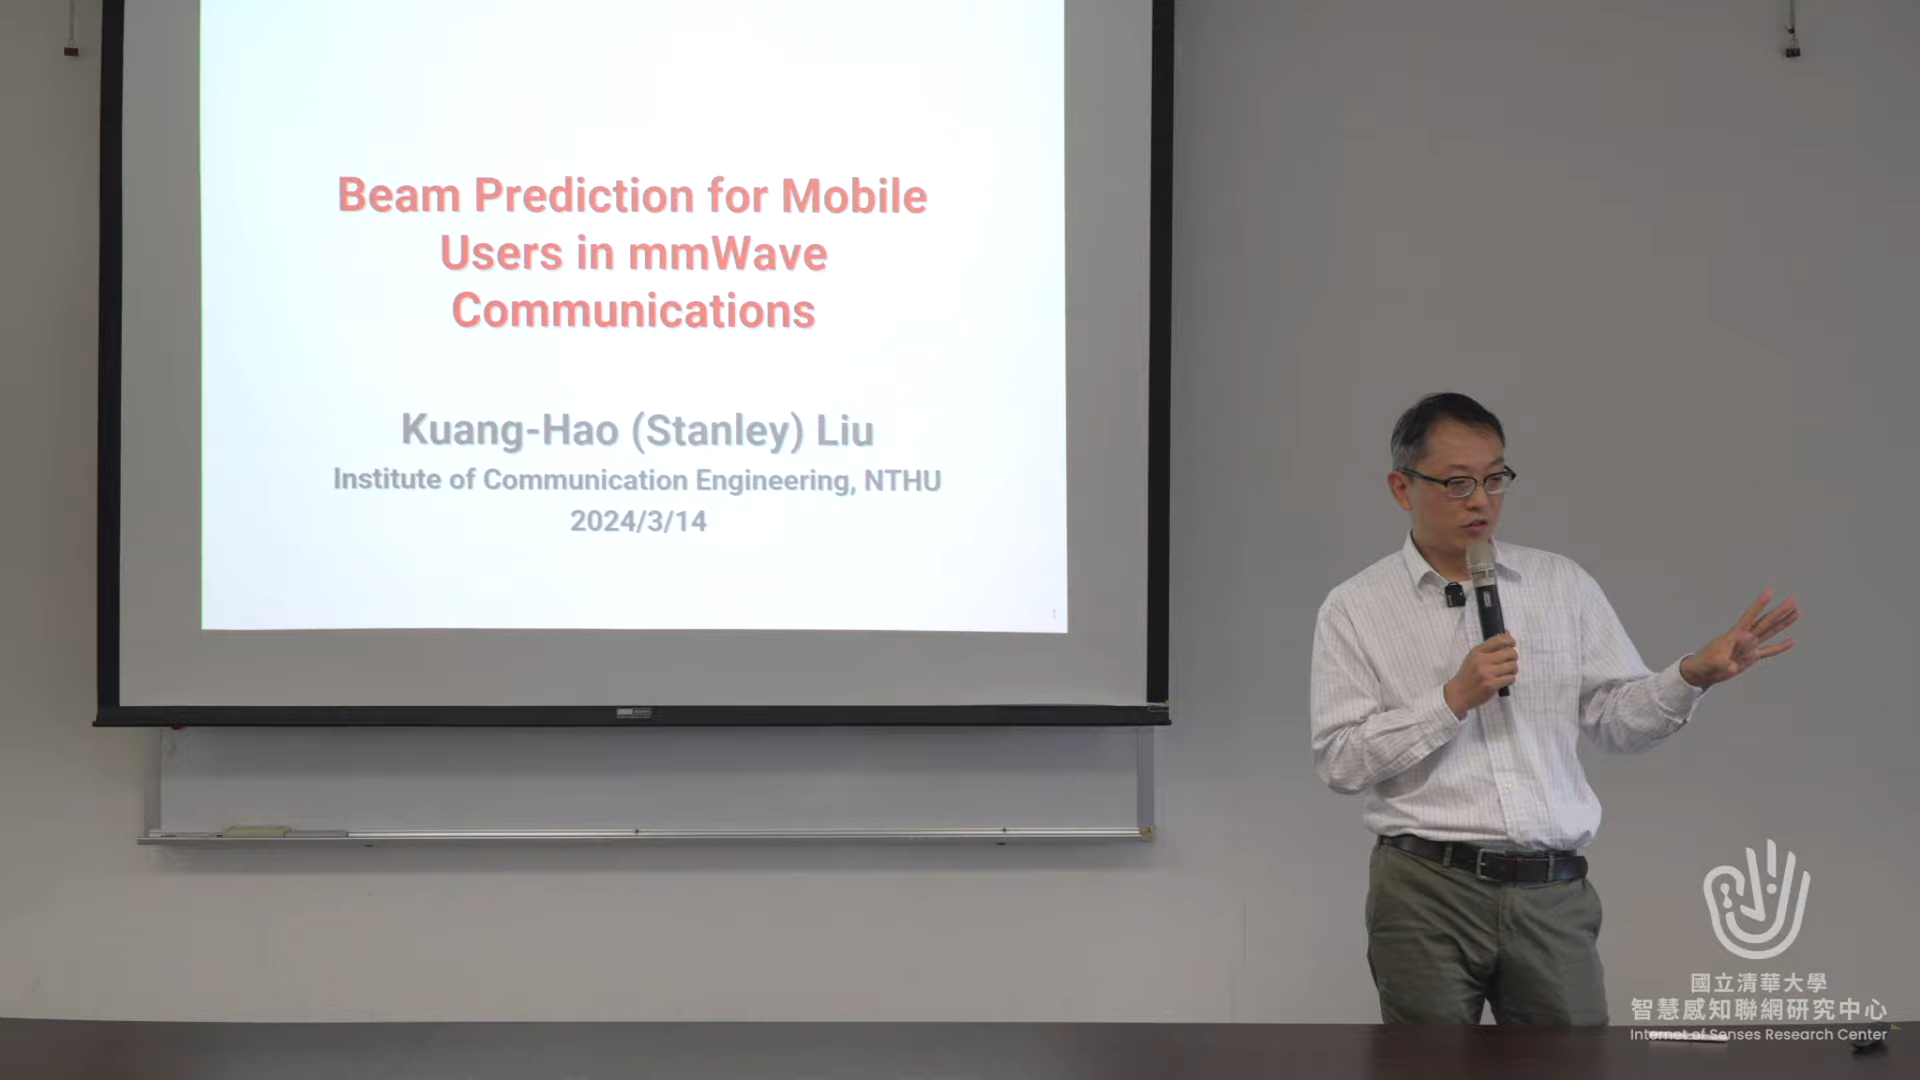 Beam Prediction for Mobile
Users in mmWave
Communications
Kuang-Hao (Stanley) Liu
Institute of Communication Engineering, NTHU
2024/3/14
國立清華大學
智慧感知聯網研究中心
Internet of Senses Research Center